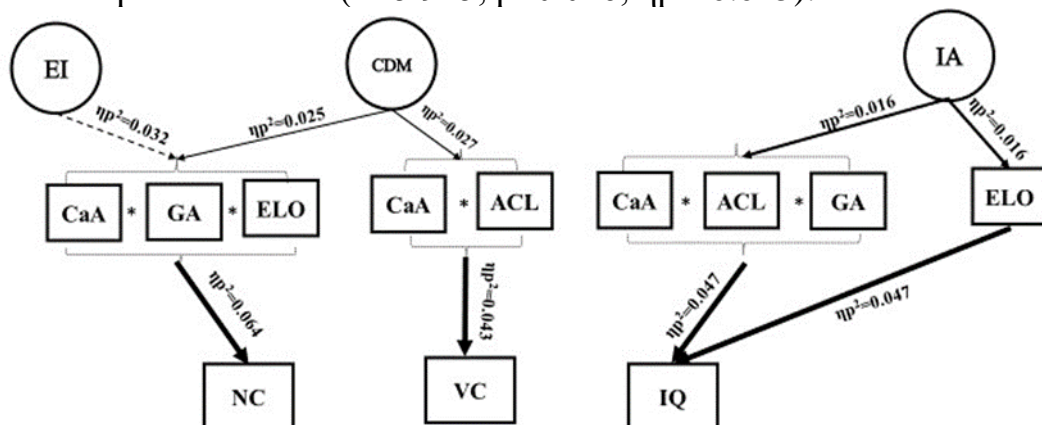 EI
CDM
IA
ηp²=0.032
ηp²=0.025
ηp²=0.027
ηp²=0.016
ηp²=0.016
CaA * GA * ELO
CaA * ACL
CaA * ACL * GA
ELO
ηp²=0.064
ηp²=0.043
ηp²=0.047
ηp²=0.047
NC
VC
IQ